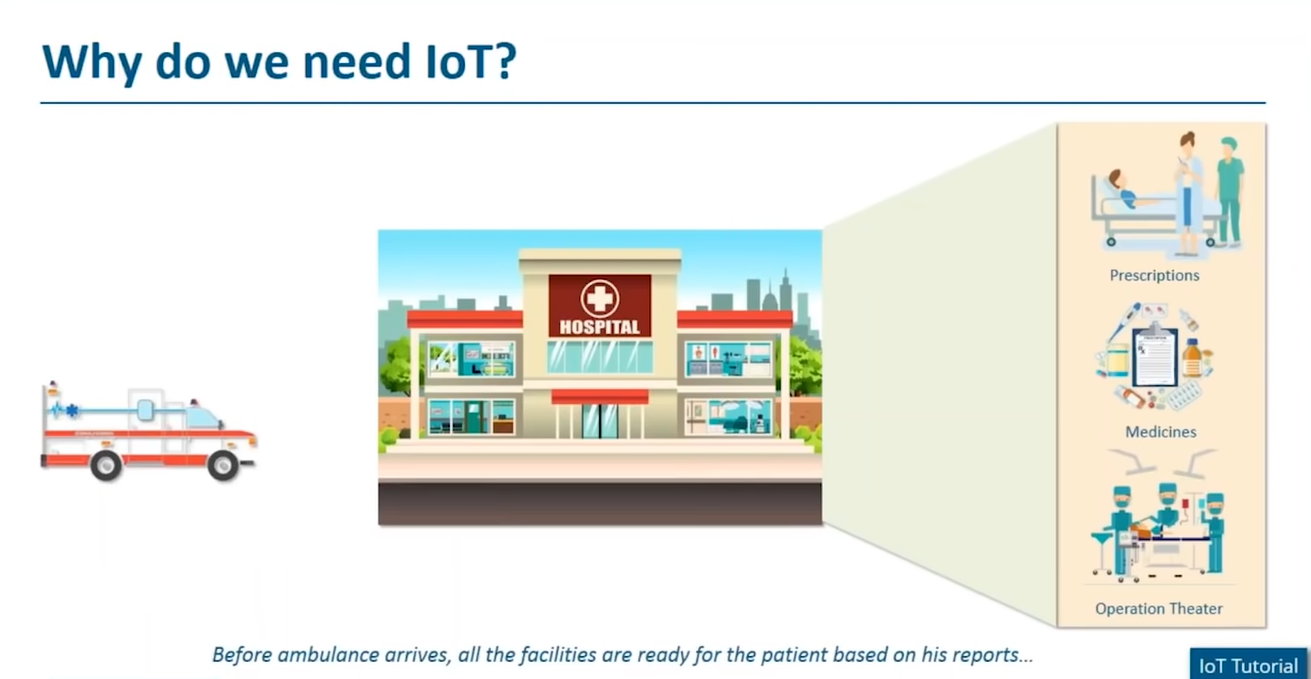 Why do we need IoT?
HOSPITAL
Prescriptions
Medicines
Operation Theater
Before ambulance arrives, all the facilities are ready for the patient based on his reports...
IoT Tutorial